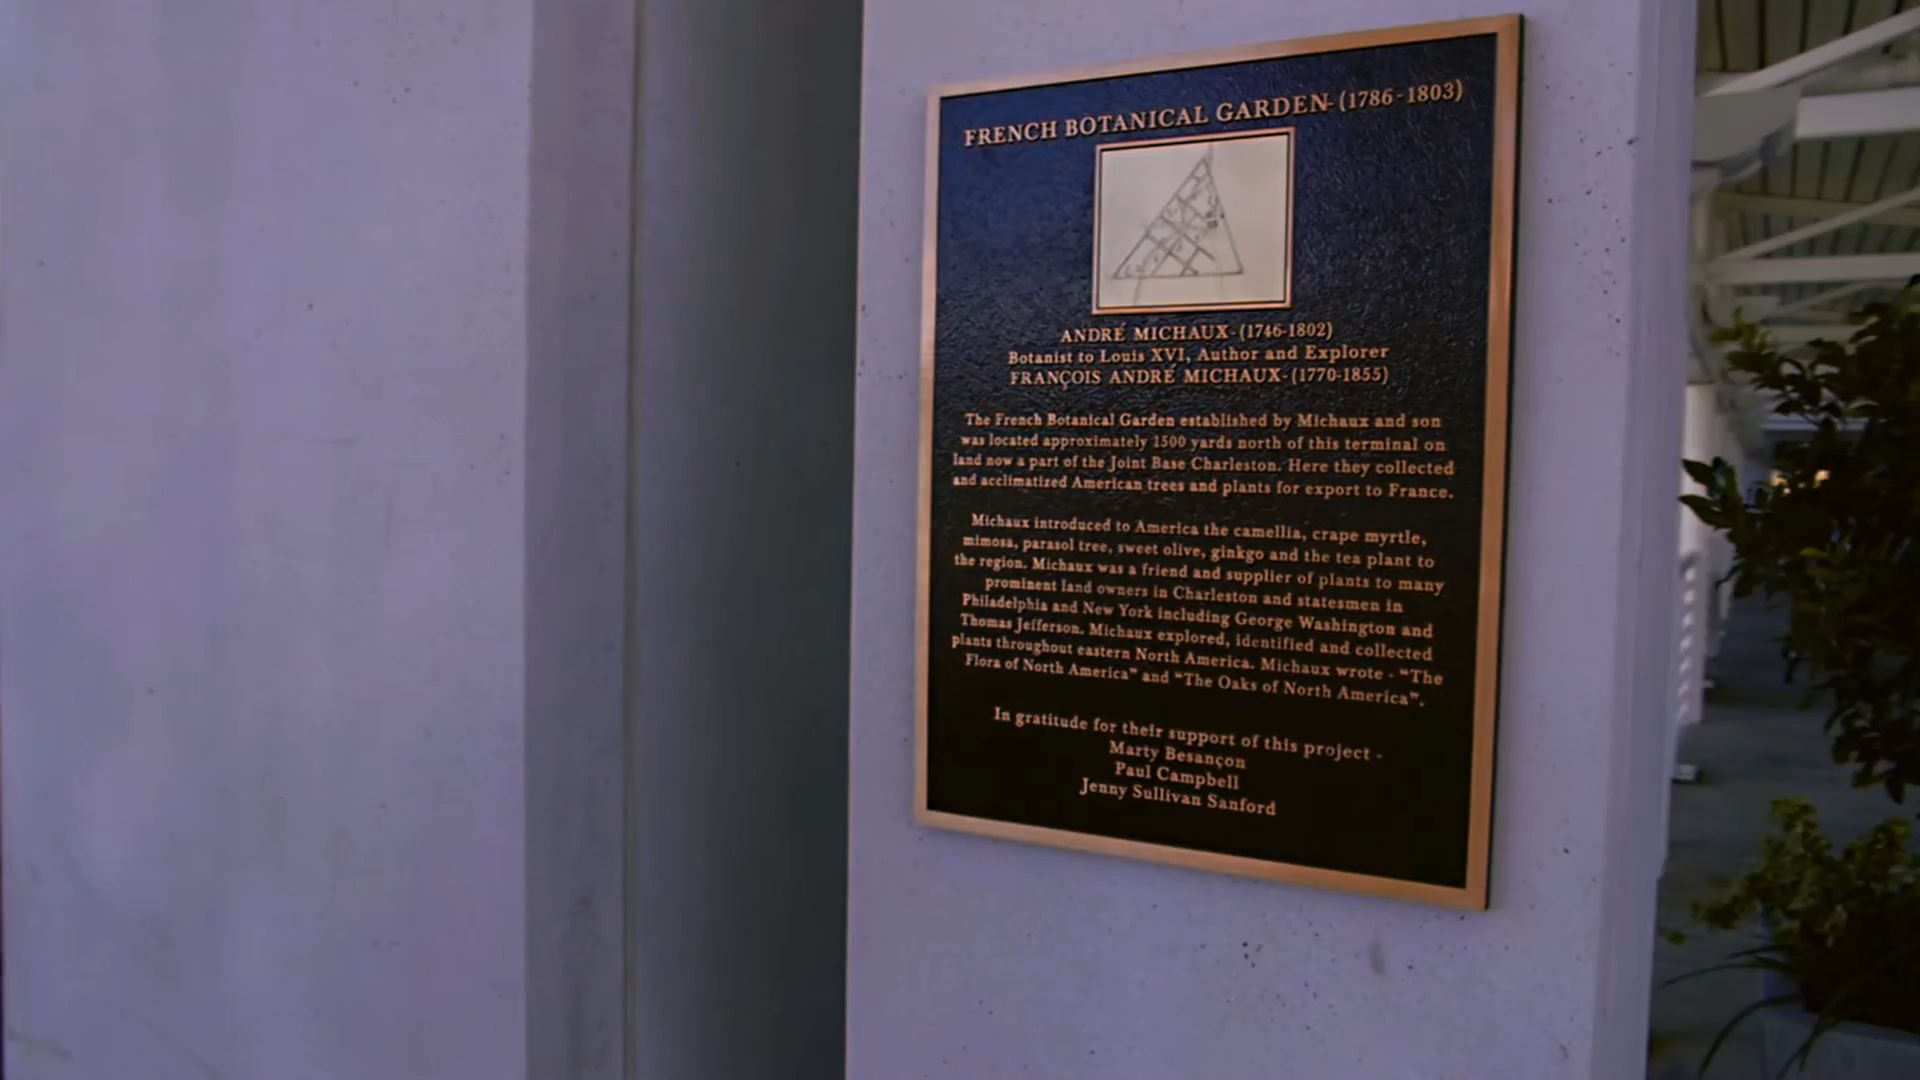 FRENCH BOTANICAL GARDEN- (1786-1803)
ANDRÉ MICHAUX- (1746-1802)
Botanist to Louis XVI, Author and Explorer
FRANÇOIS ANDRÉ MICHAUX- (1770-1855)
The French Botanical Garden established by Michaux and son
was located approximately 1500 yards north of this terminal on
land now a part of the Joint Base Charleston. Here they collected
and acclimatized American trees and plants for export to France.
Michaux introduced to America the camellia, crape myrtle,
mimosa, parasol tree, sweet olive, ginkgo and the tea plant to
the region. Michaux was a friend and supplier of plants to many
prominent land owners in Charleston and statesmen in
Philadelphia and New York including George Washington and
Thomas Jefferson. Michaux explored, identified and collected
plants throughout eastern North America. Michaux wrote - “The
Flora of North America” and “The Oaks of North America”.
In gratitude for their support of this project -
Marty Besançon
Paul Campbell
Jenny Sullivan Sanford